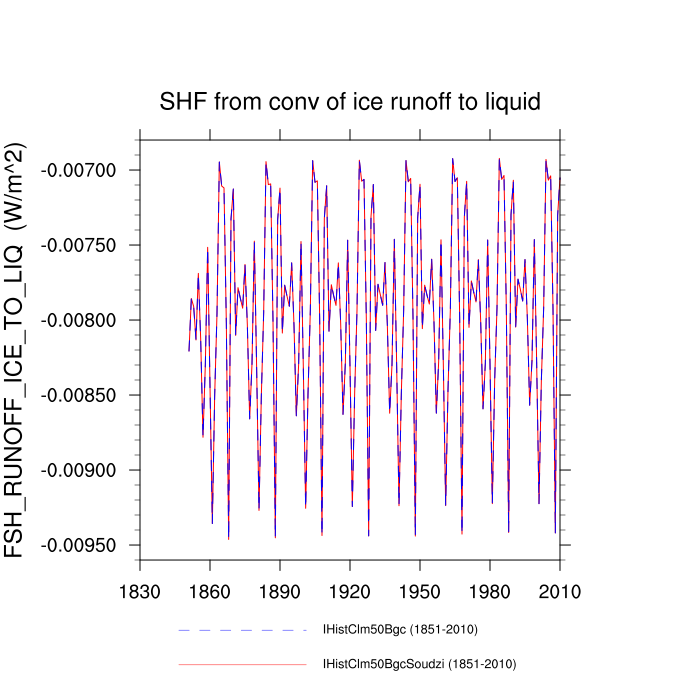 SHF from conv of ice runoff to liquid
FSH_RUNOFF_ICE_TO_LIQ (W/m^2)
-0.00700
-0.00750
-0.00800
-0.00850
-0.00900
-0.00950
1830 1860 1890 1920 1950 1980 2010
IHistClm50Bgc (1851-2010)
IHistClm50BgcSoudzi (1851-2010)